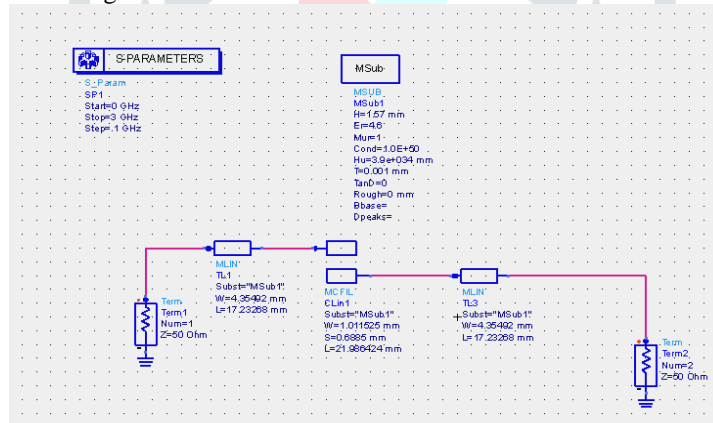 S-PARAMETERS
S_Param
SP1
Start=0 GHz
Stop=3 GHz
Step=.1 GHz
MSub
MSUB
MSub1
H=1.57 mm
Er=4.6
Mur=1
Cond=1.0E+50
Hu=3.9e+034 mm
T=0.001 mm
TanD=0
Rough=0 mm
Bbase=
Dpeaks=
MLIN
TL1
Subst="MSub1"
W=4.35492 mm
L=17.23268 mm
Term
Term1
Num=1
Z=50 Ohm
MCFIL
CLin1
Subst="MSub1"
W=1.011525 mm
S=0.6885 mm
L=21.986424 mm
MLIN
TL3
Subst="MSub1"
W=4.35492 mm
L=17.23268 mm
Term
Term2
Num=2
Z=50 Ohm